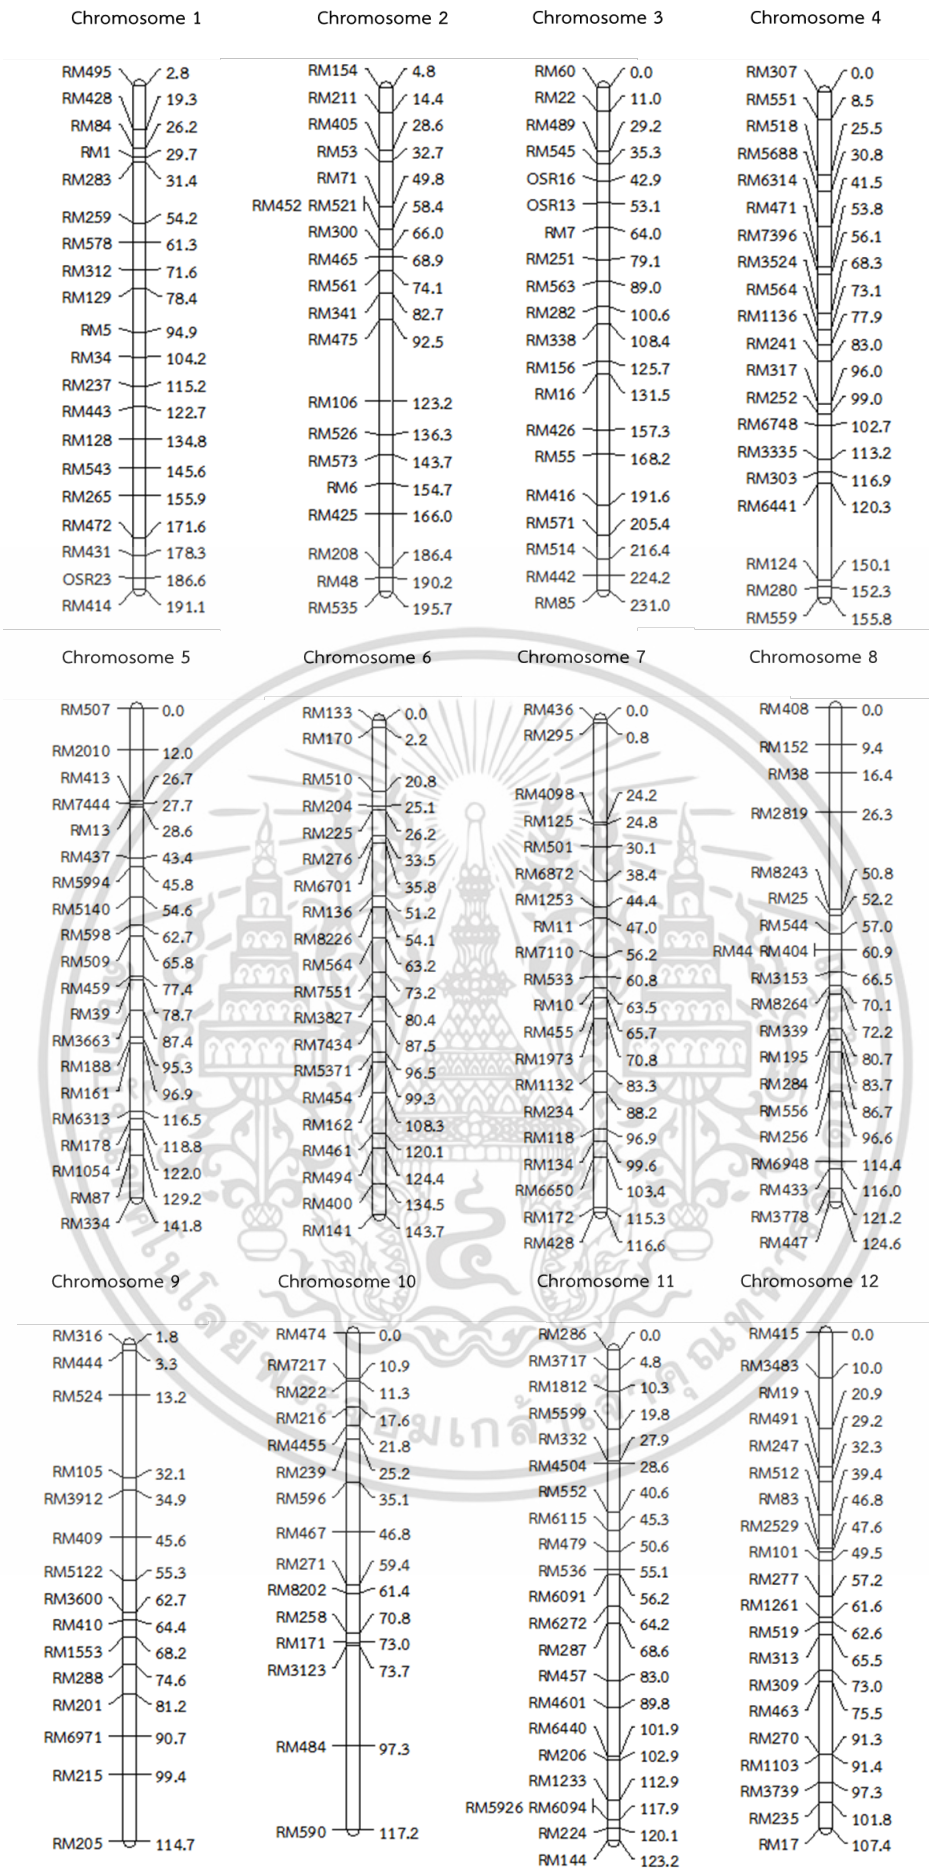 Chromosome 1
RM495 2.8
RM428 19.3
RM84 26.2
RM1 29.7
RM283 31.4
RM259 54.2
RM578 61.3
RM312 71.6
RM129 78.4
RM5 94.9
RM34 104.2
RM237 115.2
RM443 122.7
RM128 134.8
RM543 145.6
RM265 155.9
RM472 171.6
RM431 178.3
OSR23 186.6
RM414 191.1
Chromosome 2
RM154 4.8
RM211 14.4
RM405 28.6
RM53 32.7
RM71 49.8
RM452 RM521 58.4
RM300 66.0
RM465 68.9
RM561 74.1
RM341 82.7
RM475 92.5
RM106 123.2
RM526 136.3
RM573 143.7
RM6 154.7
RM425 166.0
RM208 186.4
RM48 190.2
RM535 195.7
Chromosome 3
RM60 0.0
RM22 11.0
RM489 29.2
RM545 35.3
OSR16 42.9
OSR13 53.1
RM7 64.0
RM251 79.1
RM563 89.0
RM282 100.6
RM338 108.4
RM156 125.7
RM16 131.5
RM426 157.3
RM55 168.2
RM416 191.6
RM571 205.4
RM514 216.4
RM442 224.2
RM85 231.0
Chromosome 4
RM307 0.0
RM551 8.5
RM518 25.5
RM5688 30.8
RM6314 41.5
RM471 53.8
RM7396 56.1
RM3524 68.3
RM564 73.1
RM1136 77.9
RM241 83.0
RM317 96.0
RM252 99.0
RM6748 102.7
RM3335 113.2
RM303 116.9
RM6441 120.3
RM124 150.1
RM280 152.3
RM559 155.8
Chromosome 5
RM507 0.0
RM2010 12.0
RM413 26.7
RM7444 27.7
RM13 28.6
RM437 43.4
RM5994 45.8
RM5140 54.6
RM598 62.7
RM509 65.8
RM459 77.4
RM39 78.7
RM3663 87.4
RM188 95.3
RM161 96.9
RM6313 116.5
RM178 118.8
RM1054 122.0
RM87 129.2
RM334 141.8
Chromosome 6
RM133 0.0
RM170 2.2
RM510 20.8
RM204 25.1
RM225 26.2
RM276 33.5
RM6701 35.8
RM136 51.2
RM8226 54.1
RM564 63.2
RM7551 73.2
RM3827 80.4
RM7434 87.5
RM5371 96.5
RM454 99.3
RM162 108.3
RM461 120.1
RM494 124.4
RM400 134.5
RM141 143.7
Chromosome 7
RM436 0.0
RM295 0.8
RM4098 24.2
RM125 24.8
RM501 30.1
RM6872 38.4
RM1253 44.4
RM11 47.0
RM7110 56.2
RM533 60.8
RM10 63.5
RM455 65.7
RM1973 70.8
RM1132 83.3
RM234 88.2
RM118 96.9
RM134 99.6
RM6650 103.4
RM172 115.3
RM428 116.6
Chromosome 8
RM408 0.0
RM152 9.4
RM38 16.4
RM2819 26.3
RM8243 50.8
RM25 52.2
RM544 57.0
RM44 RM404 60.9
RM3153 66.5
RM8264 70.1
RM339 72.2
RM195 80.7
RM284 83.7
RM556 86.7
RM256 96.6
RM6948 114.4
RM433 116.0
RM3778 121.2
RM447 124.6
Chromosome 9
RM316 1.8
RM444 3.3
RM524 13.2
RM105 32.1
RM3912 34.9
RM409 45.6
RM5122 55.3
RM3600 62.7
RM410 64.4
RM1553 68.2
RM288 74.6
RM201 81.2
RM6971 90.7
RM215 99.4
RM205 114.7
Chromosome 10
RM474 0.0
RM7217 10.9
RM222 11.3
RM216 17.6
RM4455 21.8
RM239 25.2
RM596 35.1
RM467 46.8
RM271 59.4
RM8202 61.4
RM258 70.8
RM171 73.0
RM3123 73.7
RM484 97.3
RM590 117.2
Chromosome 11
RM286 0.0
RM3717 4.8
RM1812 10.3
RM5599 19.8
RM332 27.9
RM4504 28.6
RM552 40.6
RM6115 45.3
RM479 50.6
RM536 55.1
RM6091 56.2
RM6272 64.2
RM287 68.6
RM457 83.0
RM4601 89.8
RM6440 101.9
RM206 102.9
RM1233 112.9
RM5926 RM6094 117.9
RM224 120.1
RM144 123.2
Chromosome 12
RM415 0.0
RM3483 10.0
RM19 20.9
RM491 29.2
RM247 32.3
RM512 39.4
RM83 46.8
RM2529 47.6
RM101 49.5
RM277 57.2
RM1261 61.6
RM519 62.6
RM313 65.5
RM309 73.0
RM463 75.5
RM270 91.3
RM1103 91.4
RM3739 97.3
RM235 101.8
RM17 107.4